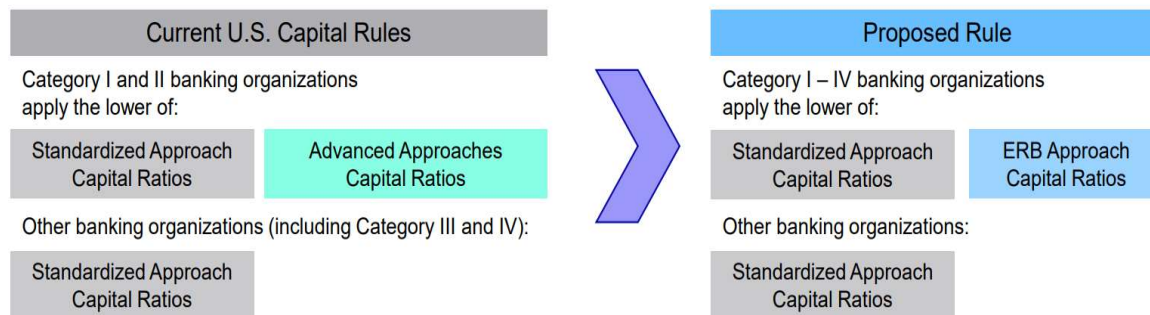 Current U.S. Capital Rules
Category I and II banking organizations
apply the lower of:
Standardized Approach
Capital Ratios
Advanced Approaches
Capital Ratios
Other banking organizations (including Category III and IV):
Standardized Approach
Capital Ratios
Proposed Rule
Category I – IV banking organizations
apply the lower of:
Standardized Approach
Capital Ratios
ERB Approach
Capital Ratios
Other banking organizations:
Standardized Approach
Capital Ratios